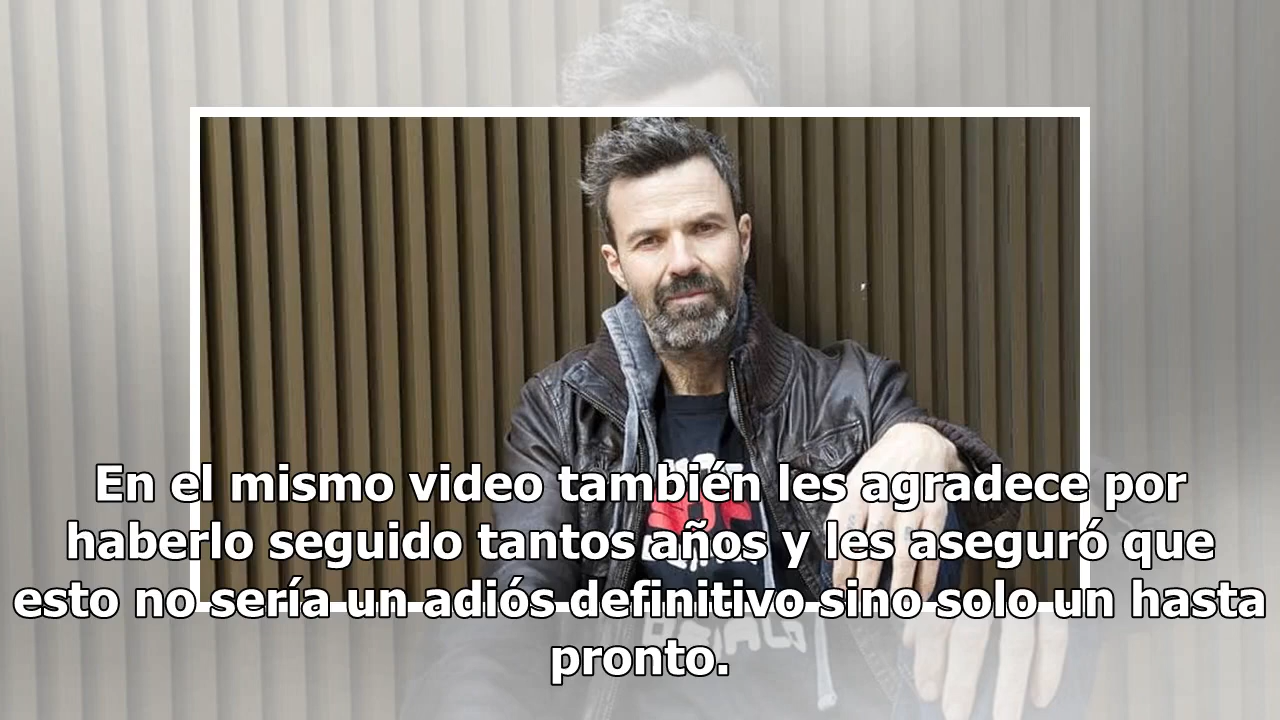 En el mismo video también les agradece por
haberlo seguido tantos años y les aseguró que
esto no sería un adiós definitivo sino solo un hasta
pronto.